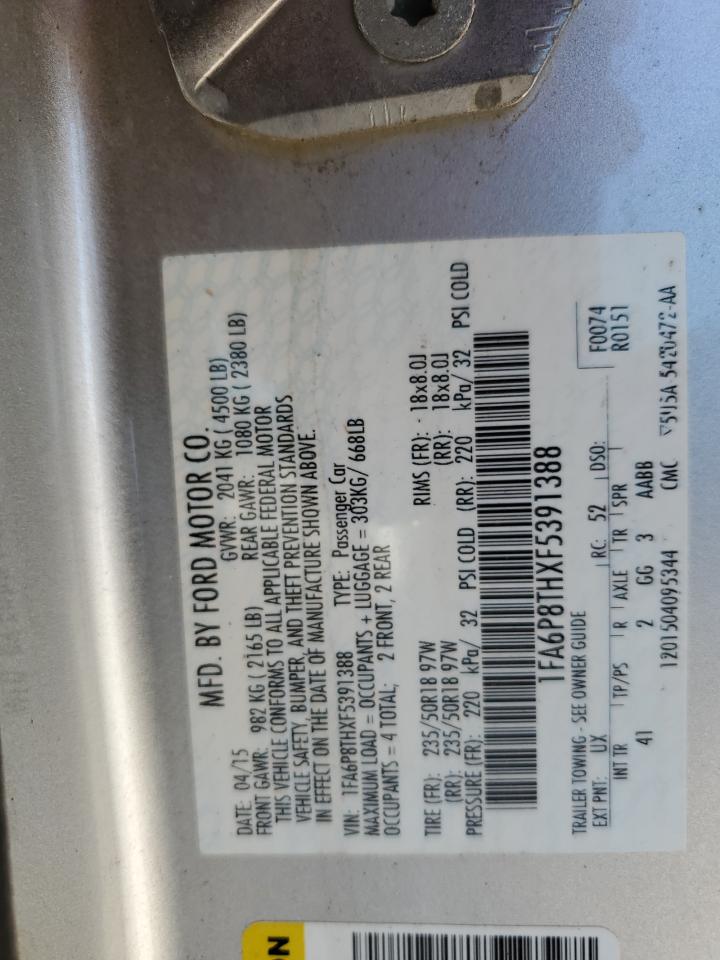 MFD. BY FORD MOTOR CO.
DATE: 04/15 GVWR: 2041 KG ( 4500 LB)
FRONT GAWR: 982 KG ( 2165 LB) REAR GAWR: 1080 KG ( 2380 LB)
THIS VEHICLE CONFORMS TO ALL APPLICABLE FEDERAL MOTOR
VEHICLE SAFETY, BUMPER, AND THEFT PREVENTION STANDARDS
IN EFFECT ON THE DATE OF MANUFACTURE SHOWN ABOVE.
VIN: 1FA6P8THXF5391388 TYPE: Passenger Car
MAXIMUM LOAD = OCCUPANTS + LUGGAGE = 303KG/ 668LB
OCCUPANTS = 4 TOTAL; 2 FRONT, 2 REAR
TIRE (FR): 235/50R18 97W RIMS (FR): 18x8.0J
(RR): 235/50R18 97W (RR): 18x8.0J
PRESSURE (FR): 220 kPa/ 32 PSI COLD (RR): 220 kPa/ 32 PSI COLD
1FA6P8THXF5391388
TRAILER TOWING - SEE OWNER GUIDE
EXT PNT: UX RC: 52 DSO: F0074
R0151
INT TR TP/PS R AXLE TR SPR
41 2 GG 3 AABB
1201504095344 CMC
ON